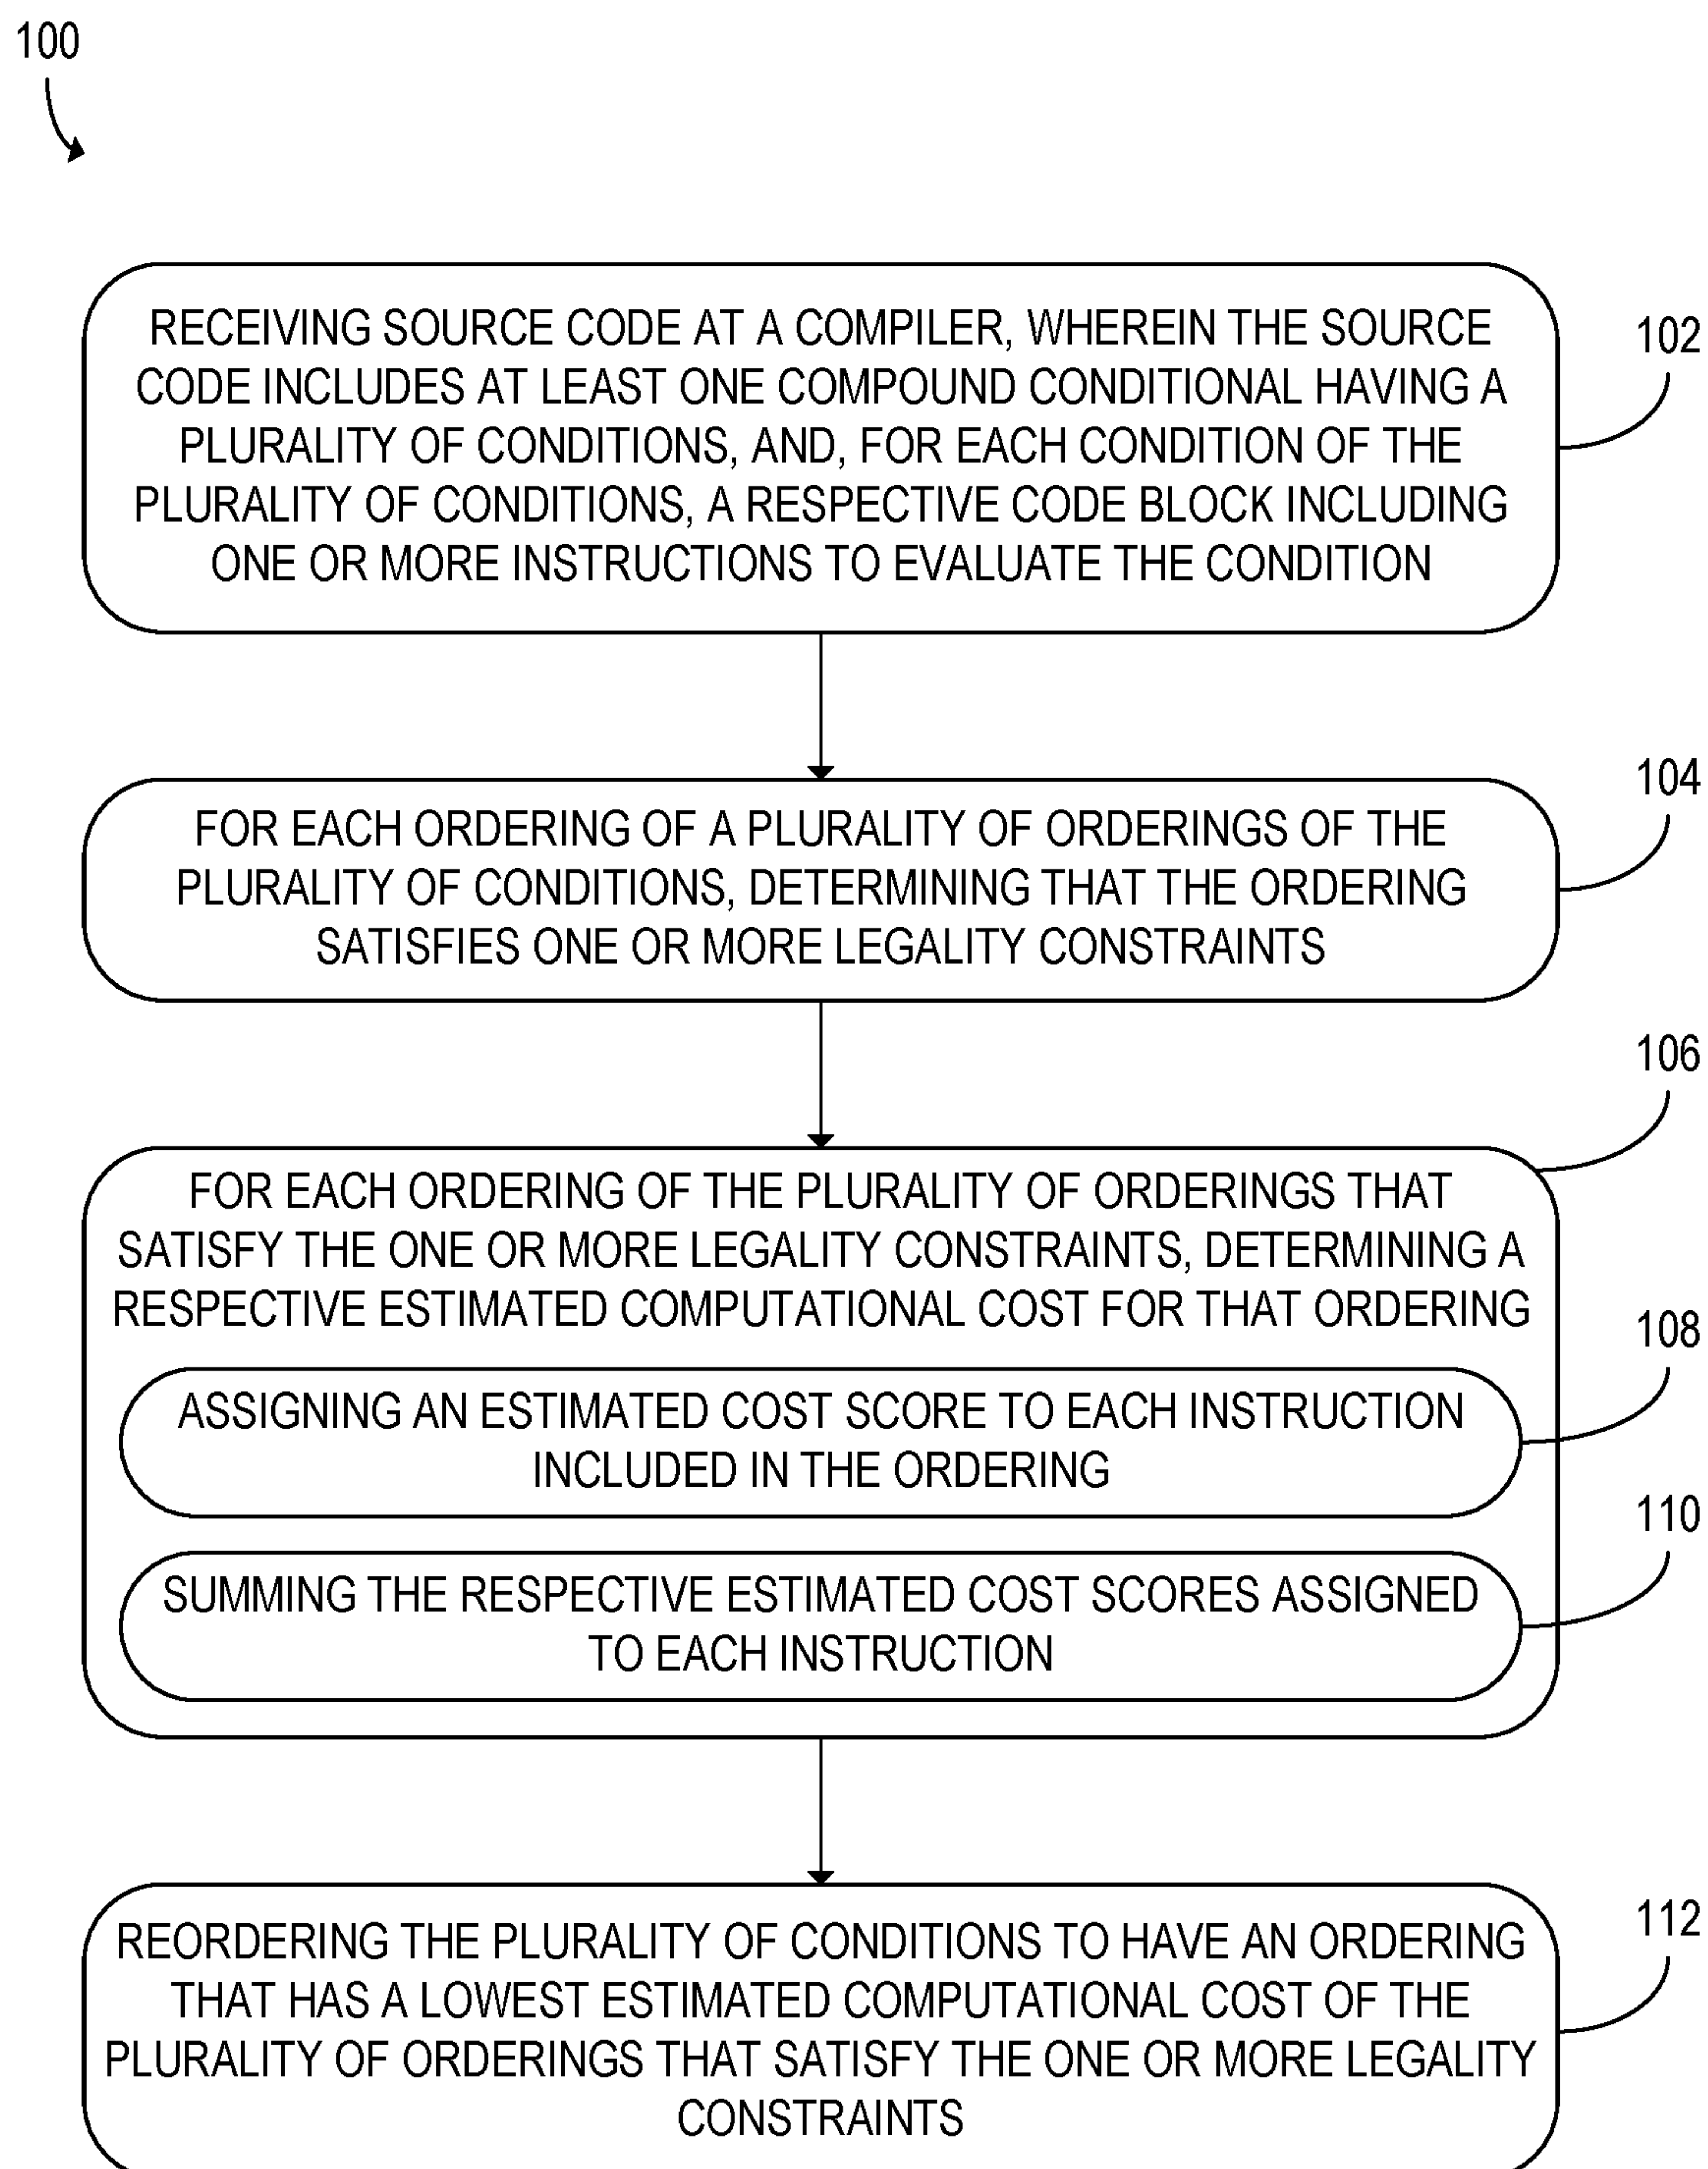 100
RECEIVING SOURCE CODE AT A COMPILER, WHEREIN THE SOURCE
CODE INCLUDES AT LEAST ONE COMPOUND CONDITIONAL HAVING A
PLURALITY OF CONDITIONS, AND, FOR EACH CONDITION OF THE
PLURALITY OF CONDITIONS, A RESPECTIVE CODE BLOCK INCLUDING
ONE OR MORE INSTRUCTIONS TO EVALUATE THE CONDITION
102
FOR EACH ORDERING OF A PLURALITY OF ORDERINGS OF THE
PLURALITY OF CONDITIONS, DETERMINING THAT THE ORDERING
SATISFIES ONE OR MORE LEGALITY CONSTRAINTS
104
FOR EACH ORDERING OF THE PLURALITY OF ORDERINGS THAT
SATISFY THE ONE OR MORE LEGALITY CONSTRAINTS, DETERMINING A
RESPECTIVE ESTIMATED COMPUTATIONAL COST FOR THAT ORDERING
106
ASSIGNING AN ESTIMATED COST SCORE TO EACH INSTRUCTION
INCLUDED IN THE ORDERING
108
SUMMING THE RESPECTIVE ESTIMATED COST SCORES ASSIGNED
TO EACH INSTRUCTION
110
REORDERING THE PLURALITY OF CONDITIONS TO HAVE AN ORDERING
THAT HAS A LOWEST ESTIMATED COMPUTATIONAL COST OF THE
PLURALITY OF ORDERINGS THAT SATISFY THE ONE OR MORE LEGALITY
CONSTRAINTS
112